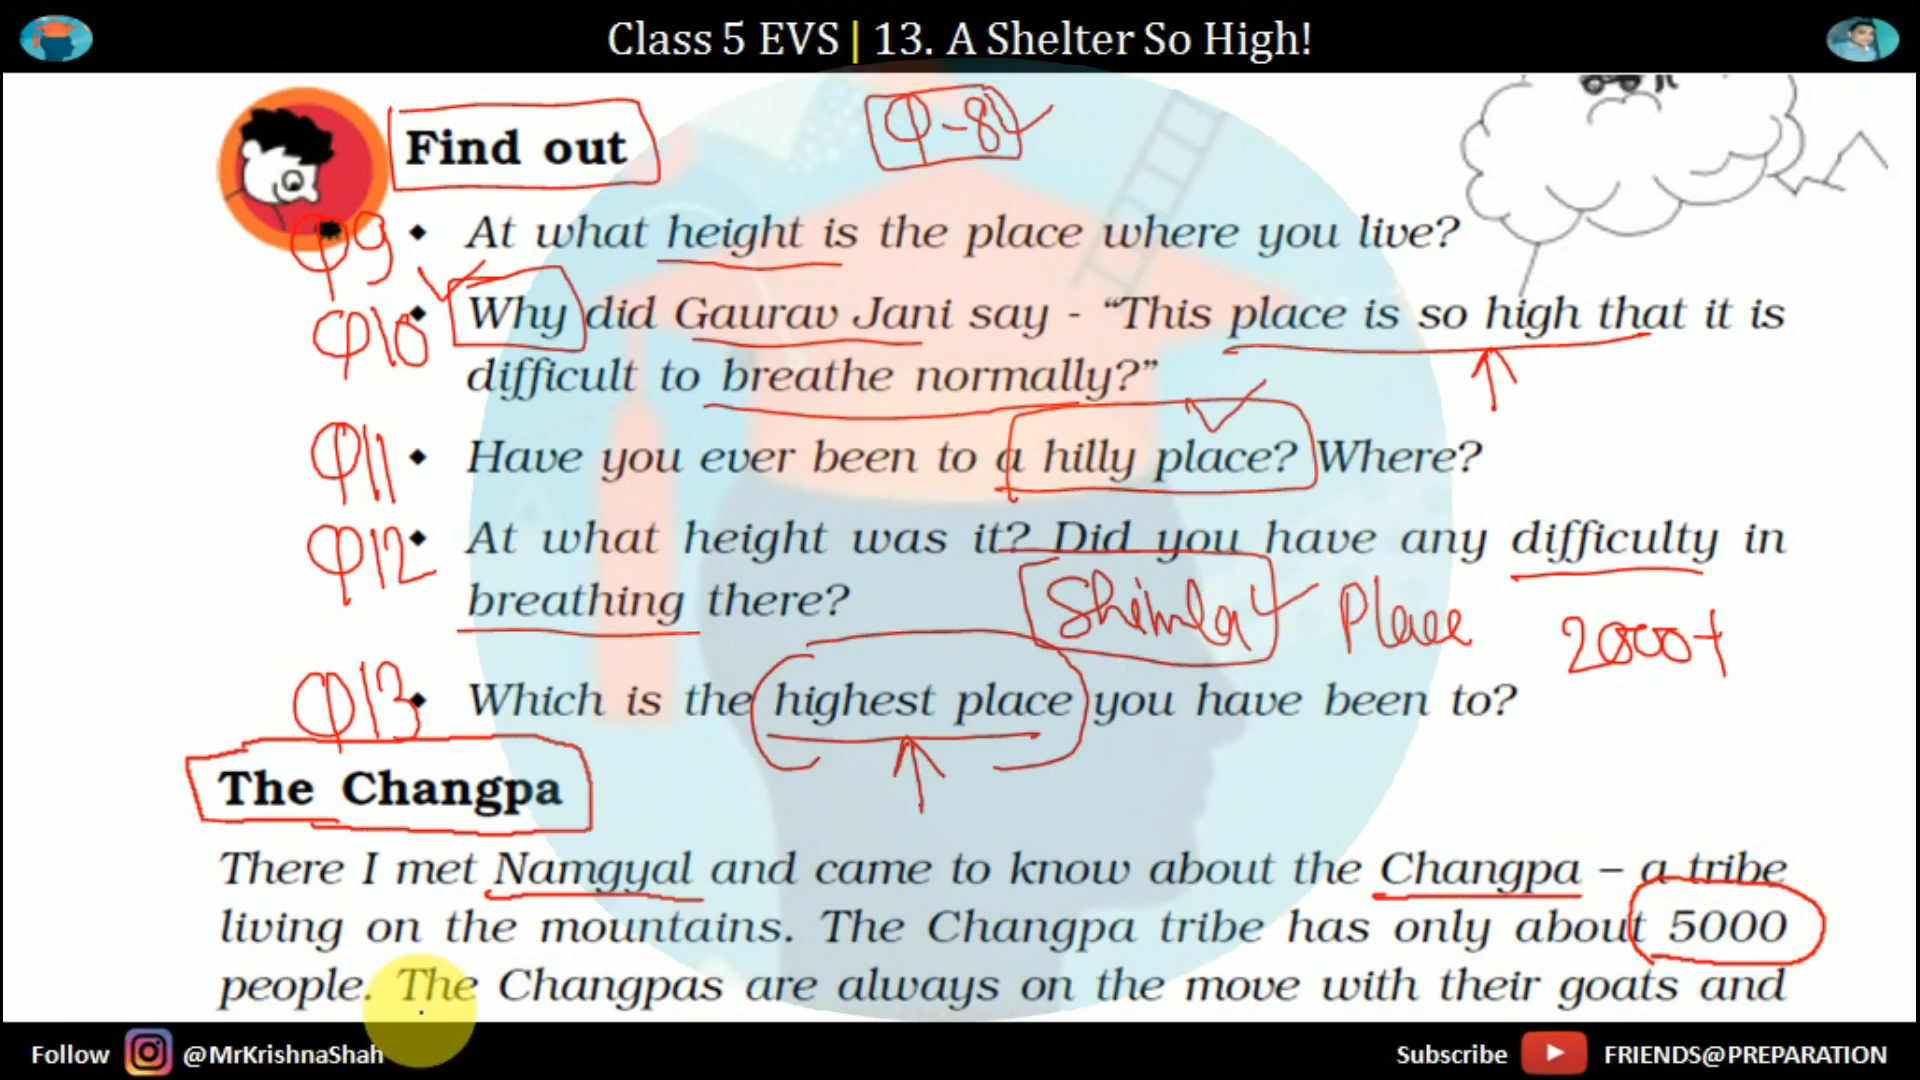 Class 5 EVS | 13. A Shelter So High!
Find out
Q-8
Q9 ◆ At what height is the place where you live?
Q10 ◆ Why did Gaurav Jani say - “This place is so high that it is
difficult to breathe normally?”
Q11 ◆ Have you ever been to a hilly place? Where?
Q12 ◆ At what height was it? Did you have any difficulty in
breathing there?
Shimla Place 2000+
Q13 ◆ Which is the highest place you have been to?
The Changpa
There I met Namgyal and came to know about the Changpa – a tribe
living on the mountains. The Changpa tribe has only about 5000
people. The Changpas are always on the move with their goats and
Follow @MrKrishnaShah Subscribe FRIENDS@PREPARATION